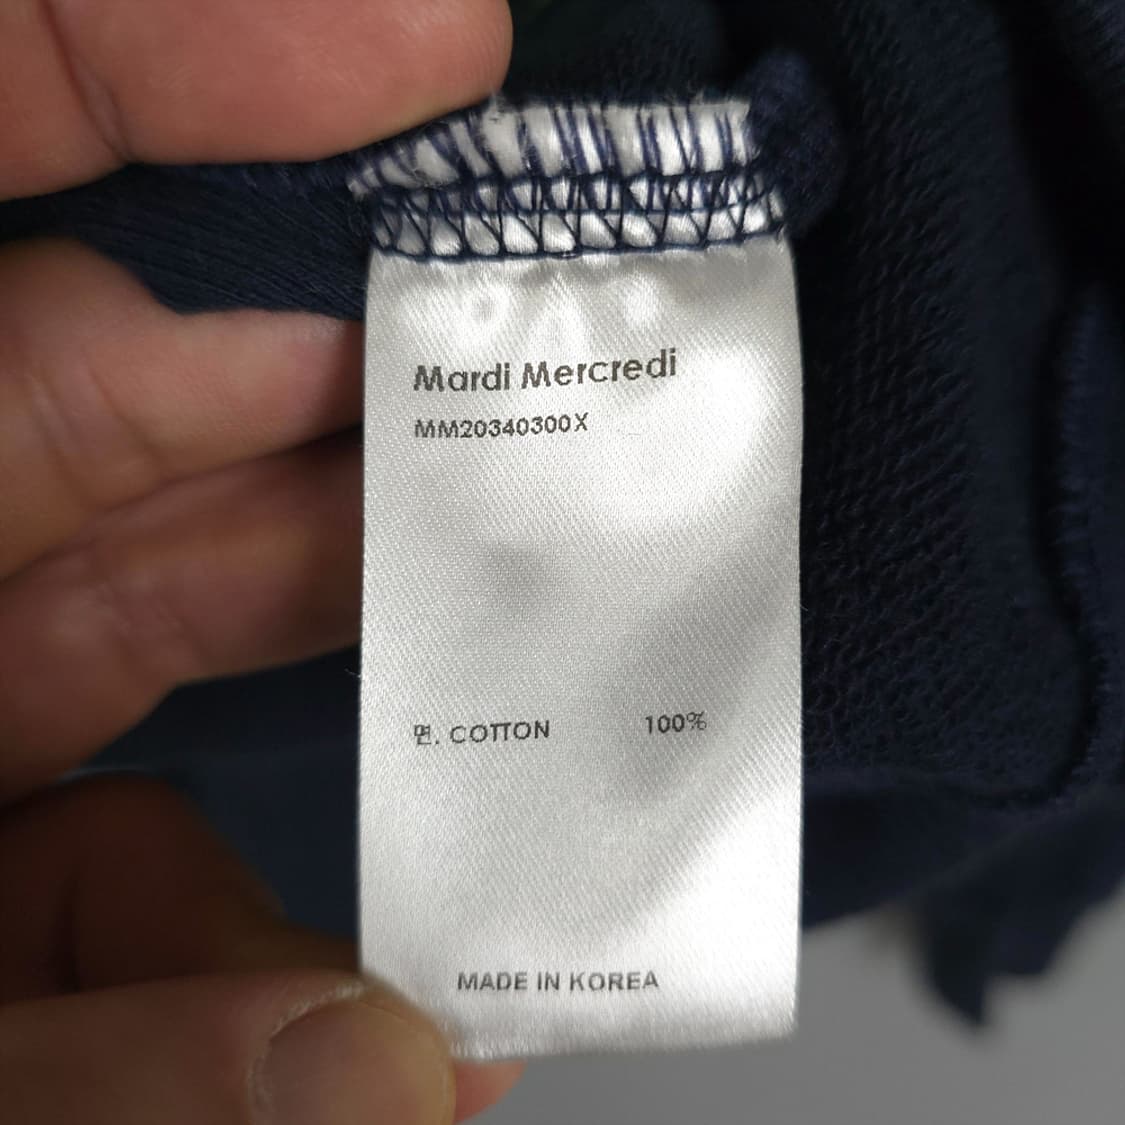 Mardi Mercredi
MM20340300X
면. COTTON 100%
MADE IN KOREA